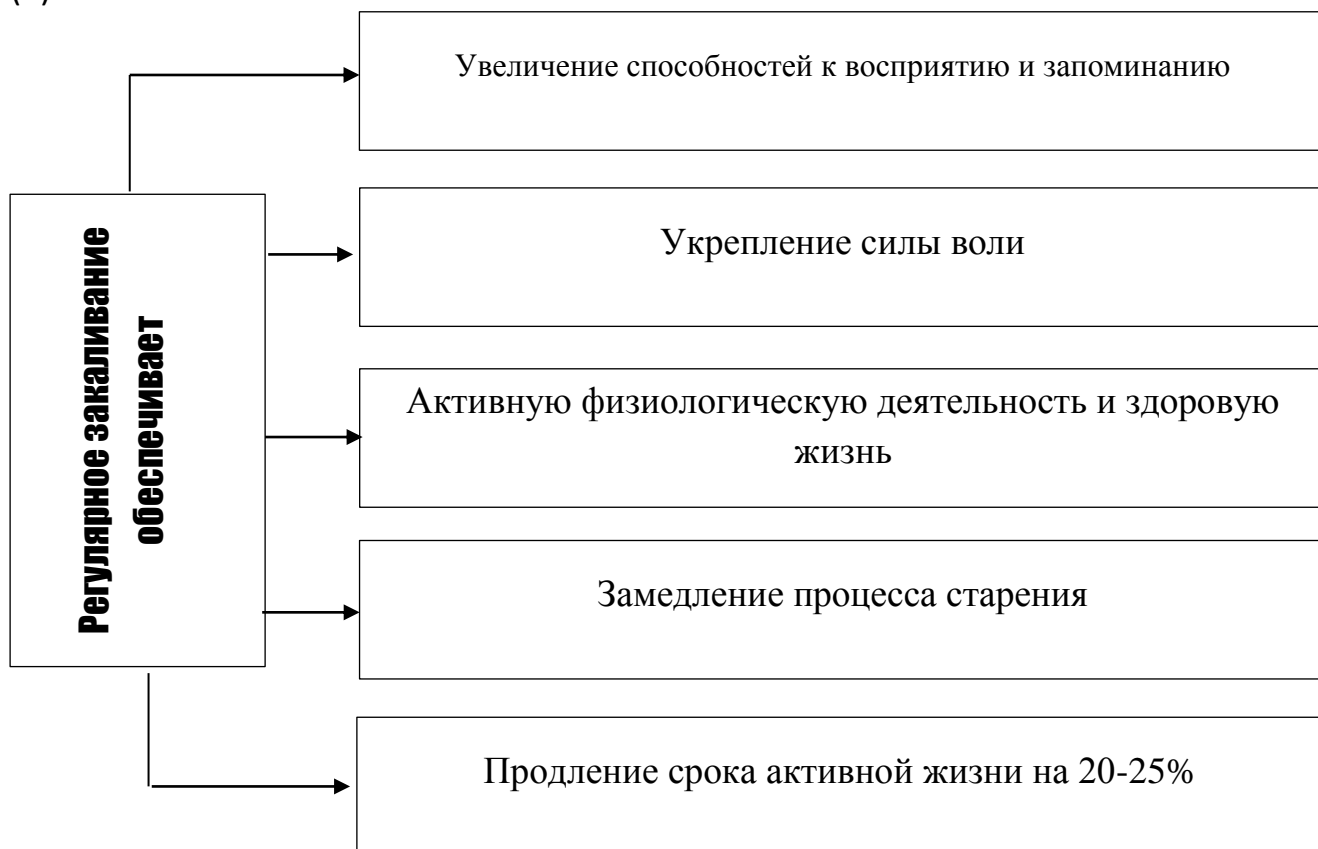 Увеличение способностей к восприятию и запоминанию
Регулярное закаливание
обеспечивает
Укрепление силы воли
Активную физиологическую деятельность и здоровую
жизнь
Замедление процесса старения
Продление срока активной жизни на 20-25%